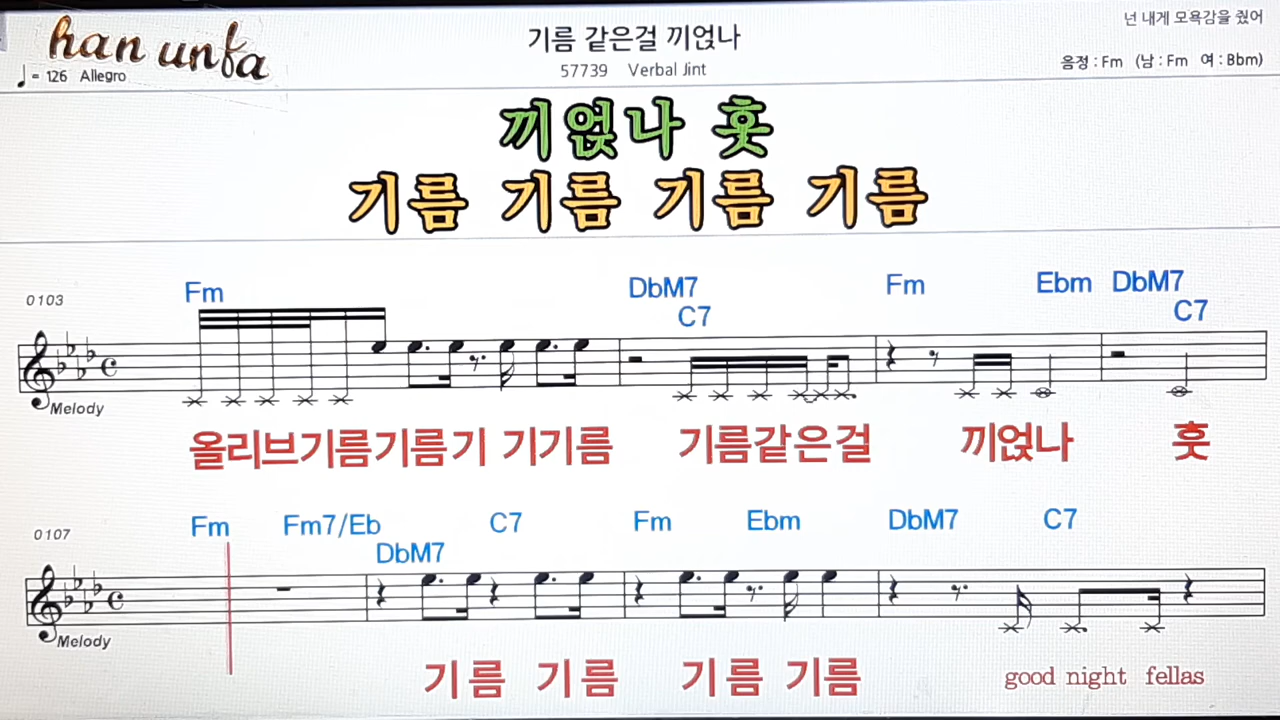 han unfa
♩= 126 Allegro
기름 같은걸 끼얹나
57739 Verbal Jint
넌 내게 모욕감을 줬어
음정 : Fm (남 : Fm 여 : Bbm)
끼얹나 훗
기름 기름 기름 기름
0103
Fm DbM7 C7 Fm Ebm DbM7 C7
Melody
올리브기름기름기 기기름 기름같은걸 끼얹나 훗
0107
Fm Fm7/Eb DbM7 C7 Fm Ebm DbM7 C7
Melody
기름 기름 기름 기름 good night fellas